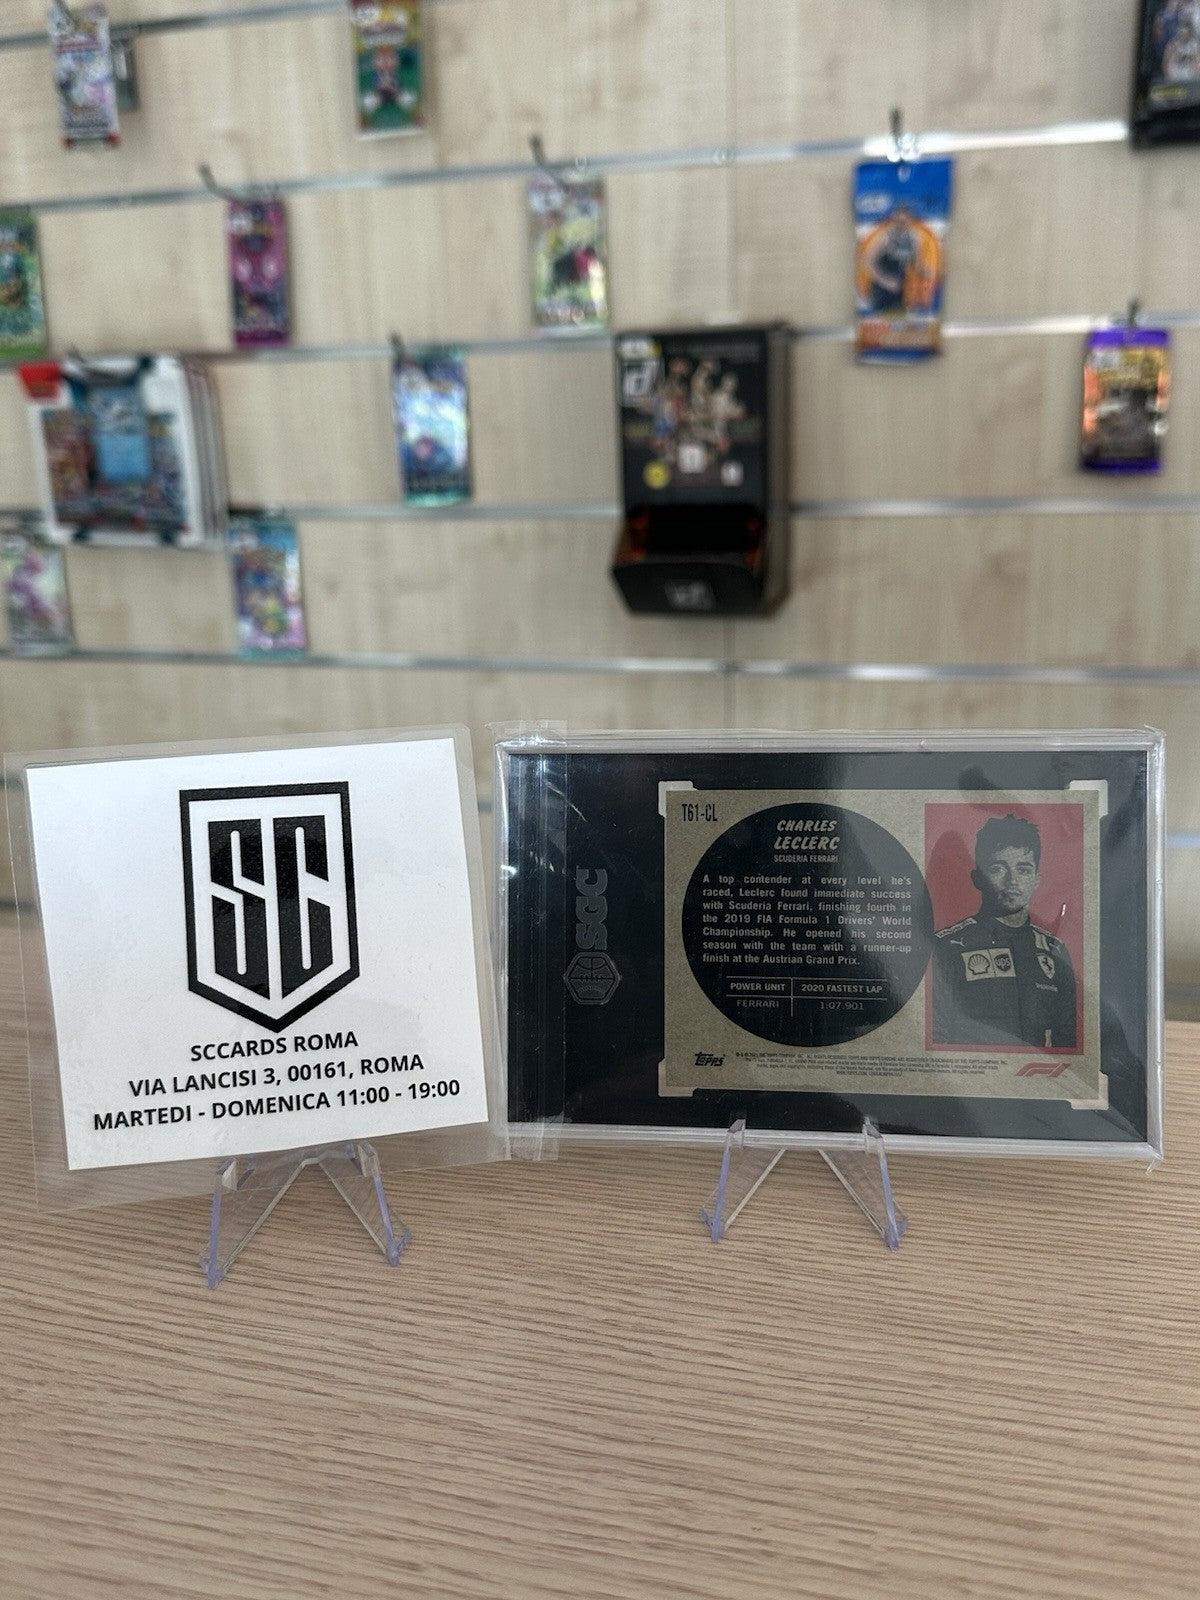 SC
SCCARDS ROMA
VIA LANCISI 3, 00161, ROMA
MARTEDI - DOMENICA 11:00 - 19:00
SGC
T61-CL
CHARLES
LECLERC
SCUDERIA FERRARI
A top contender at every level he's
raced, Leclerc found immediate success
with Scuderia Ferrari, finishing fourth in
the 2019 FIA Formula 1 Drivers' World
Championship. He opened his second
season with the team with a runner-up
finish at the Austrian Grand Prix.
POWER UNIT 2020 FASTEST LAP
FERRARI 1:07.901
ups
Topps
F1